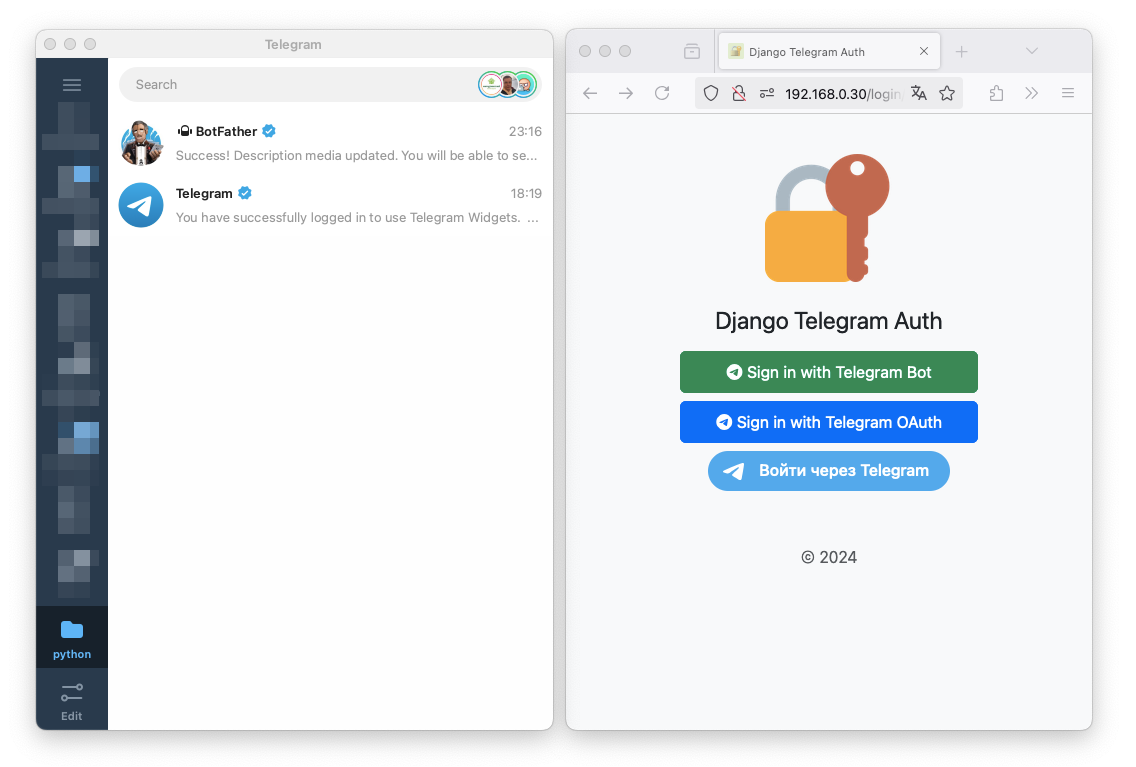 Telegram
Search
BotFather
23:16
Success! Description media updated. You will be able to se...
Telegram
18:19
You have successfully logged in to use Telegram Widgets. ...
python
Edit
Django Telegram Auth
192.168.0.30/login
Django Telegram Auth
Sign in with Telegram Bot
Sign in with Telegram OAuth
Войти через Telegram
© 2024